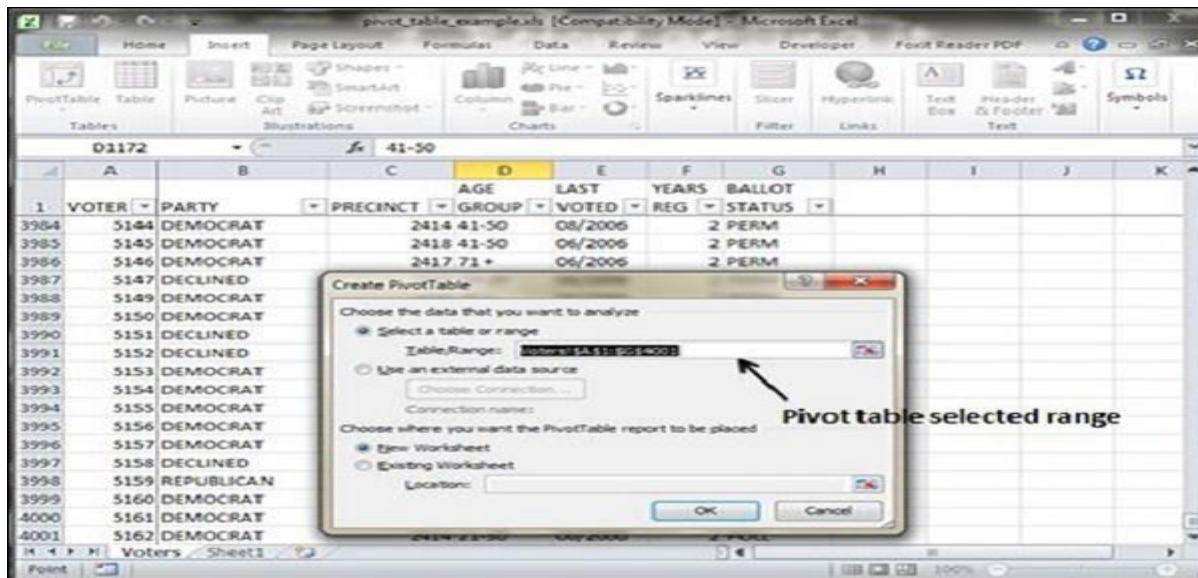 pivot_table_example.xls [Compatibility Mode] - Microsoft Excel
File Home Insert Page Layout Formulas Data Review View Developer Foxit Reader PDF
PivotTable Table Picture Clip Art Shapes SmartArt Screenshot Column Line Pie Bar Sparklines Slicer Hyperlink Text Box Header & Footer Symbols
Tables Illustrations Charts Filter Links Text
D1172 fx 41-50
A B C D E F G H I J K
1 VOTER PARTY PRECINCT AGE GROUP LAST VOTED YEARS REG BALLOT STATUS
3984 5144 DEMOCRAT 2414 41-50 08/2006 2 PERM
3985 5145 DEMOCRAT 2418 41-50 06/2006 2 PERM
3986 5146 DEMOCRAT 2417 71 + 06/2006 2 PERM
3987 5147 DECLINED
3988 5149 DEMOCRAT
3989 5150 DEMOCRAT
3990 5151 DECLINED
3991 5152 DECLINED
3992 5153 DEMOCRAT
3993 5154 DEMOCRAT
3994 5155 DEMOCRAT
3995 5156 DEMOCRAT
3996 5157 DEMOCRAT
3997 5158 DECLINED
3998 5159 REPUBLICAN
3999 5160 DEMOCRAT
4000 5161 DEMOCRAT
4001 5162 DEMOCRAT
Create PivotTable
Choose the data that you want to analyze
Select a table or range
Table/Range: Voters!$A$1:$G$4001
Use an external data source
Choose Connection...
Connection name:
Choose where you want the PivotTable report to be placed
New Worksheet
Existing Worksheet
Location:
OK Cancel
Pivot table selected range
Voters Sheet1
Point 100%